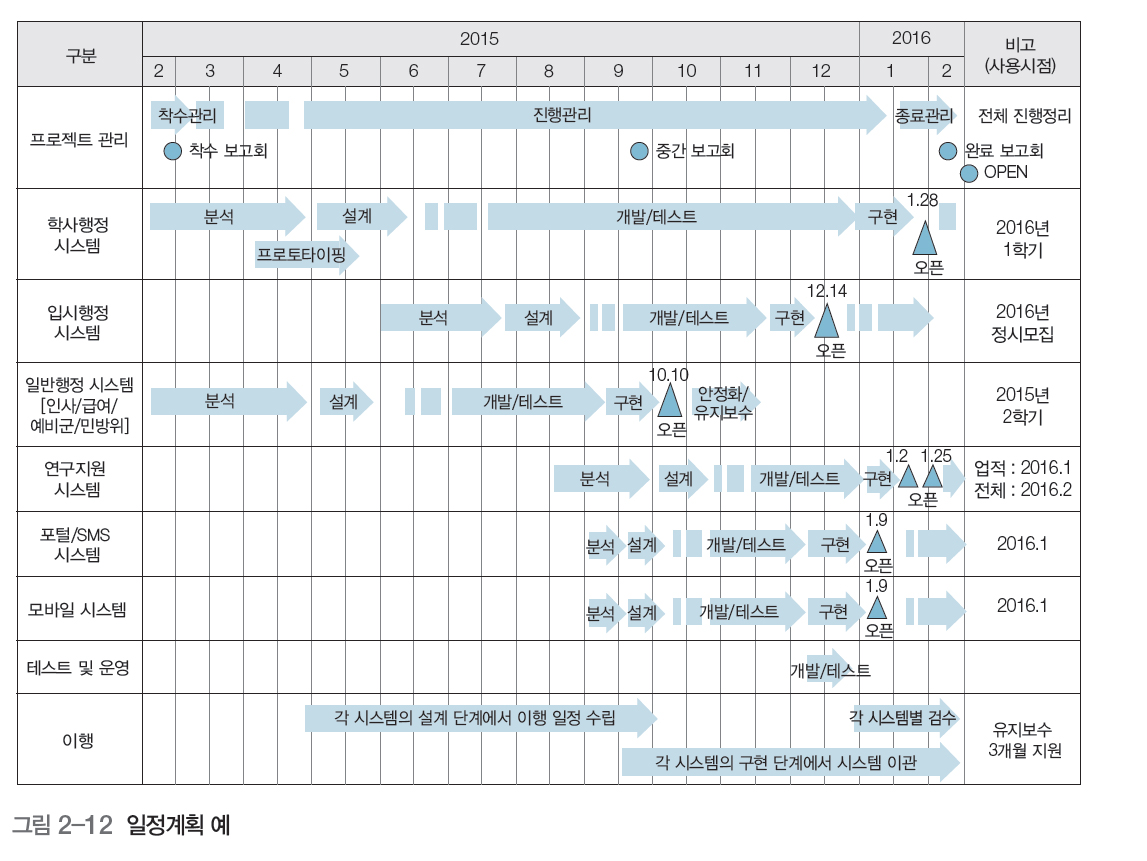 구분
2015
2016
비고
(사용시점)
2 3 4 5 6 7 8 9 10 11 12 1 2
프로젝트 관리
착수관리
진행관리
종료관리
전체 진행정리
착수 보고회
중간 보고회
완료 보고회
OPEN
학사행정
시스템
분석
설계
개발/테스트
구현
1.28
오픈
프로토타이핑
2016년
1학기
입시행정
시스템
분석
설계
개발/테스트
구현
12.14
오픈
2016년
정시모집
일반행정 시스템
[인사/급여/
예비군/민방위]
분석
설계
개발/테스트
구현
10.10
오픈
안정화/
유지보수
2015년
2학기
연구지원
시스템
분석
설계
개발/테스트
구현
1.2
1.25
오픈
업적 : 2016.1
전체 : 2016.2
포털/SMS
시스템
분석
설계
개발/테스트
구현
1.9
오픈
2016.1
모바일 시스템
분석
설계
개발/테스트
구현
1.9
오픈
2016.1
테스트 및 운영
개발/테스트
이행
각 시스템의 설계 단계에서 이행 일정 수립
각 시스템별 검수
각 시스템의 구현 단계에서 시스템 이관
유지보수
3개월 지원
그림 2–12 일정계획 예